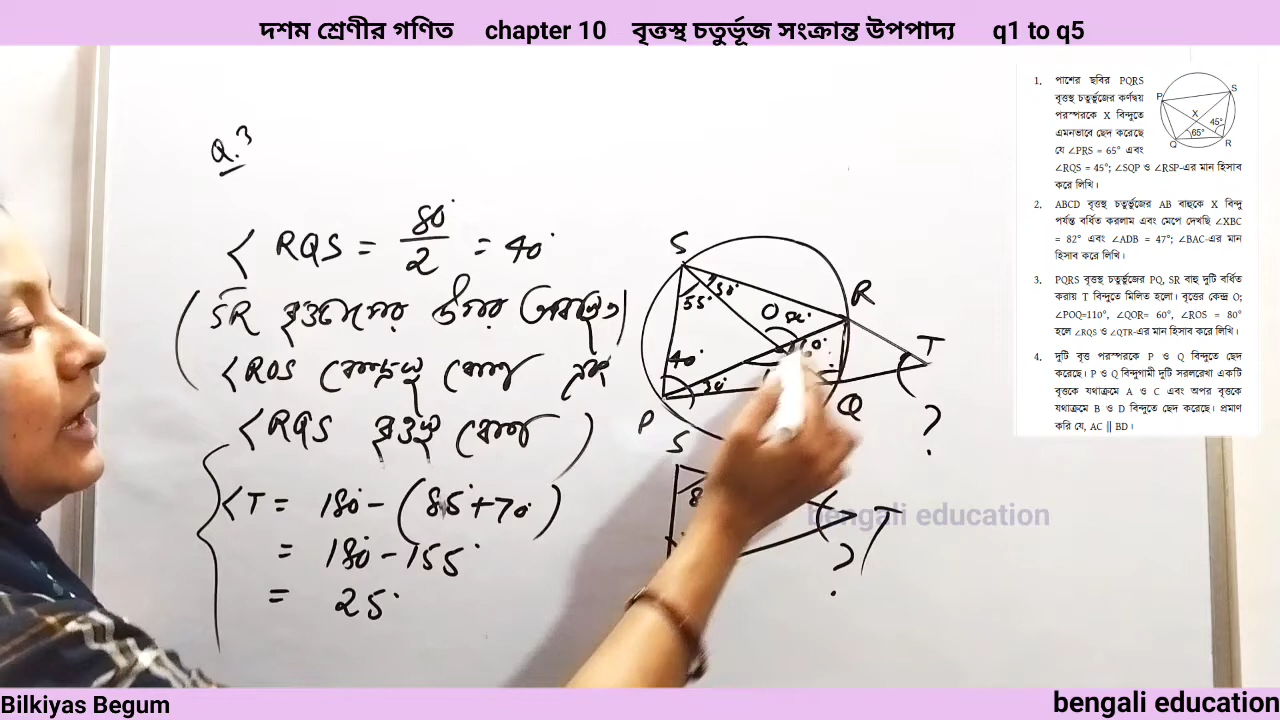 দশম শ্রেণীর গণিত chapter 10 বৃত্তস্থ চতুর্ভূজ সংক্রান্ত উপপাদ্য q1 to q5
Q.3
< RQS = 80°/2 = 40°
(SR বৃত্তচাপের উপর অবস্থিত)
<ROS কেন্দ্রস্থ কোণ
<RQS বৃত্তস্থ কোণ )
<T = 180 - (85°+70°)
= 180 - 155°
= 25°
S
R
55°
30°
O
80°
60°
T
40°
30°
P
Q
?
S
8
T
?
1. পাশের ছবির PQRS
বৃত্তস্থ চতুর্ভুজের কর্ণদ্বয়
পরস্পরকে X বিন্দুতে
এমনভাবে ছেদ করেছে
যে ∠PRS = 65° এবং
∠RQS = 45°; ∠SQP ও ∠RSP-এর মান হিসাব
করে লিখি।
P
S
X
45°
65°
Q
R
2. ABCD বৃত্তস্থ চতুর্ভুজের AB বাহুকে X বিন্দু
পর্যন্ত বর্ধিত করলাম এবং মেপে দেখছি ∠XBC
= 82° এবং ∠ADB = 47°; ∠BAC-এর মান
হিসাব করে লিখি।
3. PQRS বৃত্তস্থ চতুর্ভুজের PQ, SR বাহু দুটি বর্ধিত
করায় T বিন্দুতে মিলিত হলো। বৃত্তের কেন্দ্র O;
∠POQ=110°, ∠QOR= 60°, ∠ROS = 80°
হলে ∠RQS ও ∠QTR-এর মান হিসাব করে লিখি।
4. দুটি বৃত্ত পরস্পরকে P ও Q বিন্দুতে ছেদ
করেছে। P ও Q বিন্দুগামী দুটি সরলরেখা একটি
বৃত্তকে যথাক্রমে A ও C এবং অপর বৃত্তকে
যথাক্রমে B ও D বিন্দুতে ছেদ করেছে। প্রমাণ
করি যে, AC || BD।
bengali education
Bilkiyas Begum
bengali education